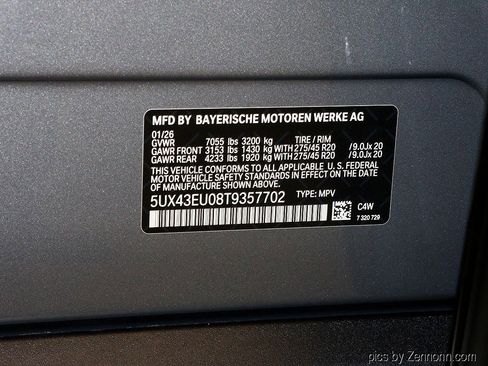 MFD BY BAYERISCHE MOTOREN WERKE AG
01/26
GVWR 7055 lbs 3200 kg TIRE / RIM
GAWR FRONT 3153 lbs 1430 kg WITH 275/45 R20 /9.0Jx 20
GAWR REAR 4233 lbs 1920 kg WITH 275/45 R20 /9.0Jx 20
THIS VEHICLE CONFORMS TO ALL APPLICABLE U.S. FEDERAL
MOTOR VEHICLE SAFETY STANDARDS IN EFFECT ON THE DATE
OF MANUFACTURE SHOWN ABOVE.
5UX43EU08T9357702 TYPE: MPV
C4W
7 320 729
pics by Zennonn.com